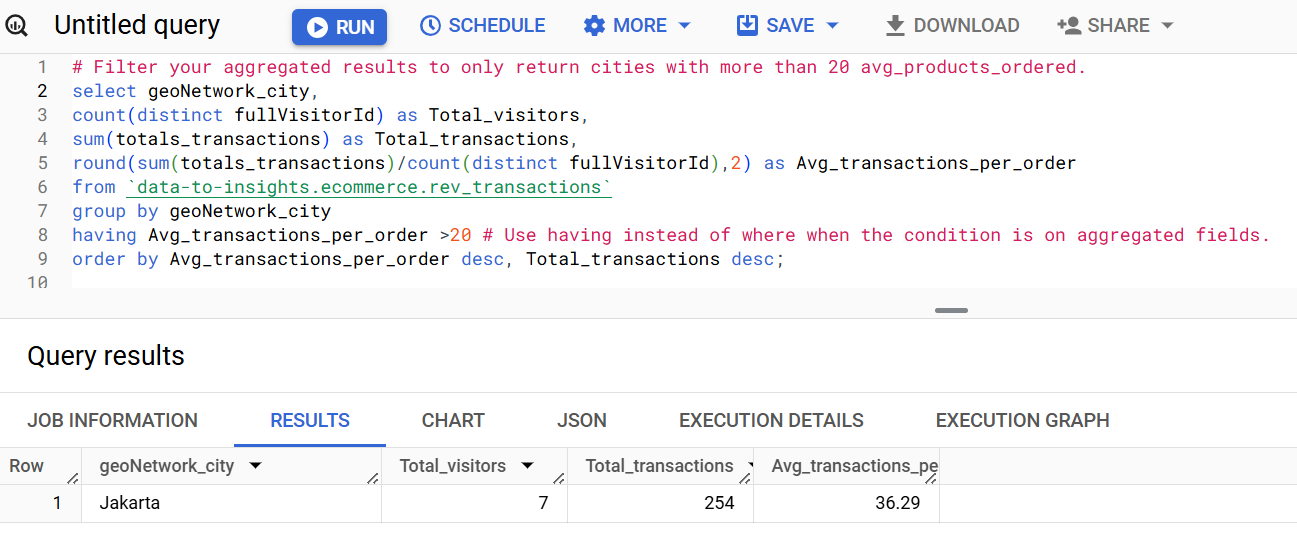 Untitled query RUN SCHEDULE MORE SAVE DOWNLOAD SHARE
1 # Filter your aggregated results to only return cities with more than 20 avg_products_ordered.
2 select geoNetwork_city,
3 count(distinct fullVisitorId) as Total_visitors,
4 sum(totals_transactions) as Total_transactions,
5 round(sum(totals_transactions)/count(distinct fullVisitorId),2) as Avg_transactions_per_order
6 from `data-to-insights.ecommerce.rev_transactions`
7 group by geoNetwork_city
8 having Avg_transactions_per_order >20 # Use having instead of where when the condition is on aggregated fields.
9 order by Avg_transactions_per_order desc, Total_transactions desc;
10
Query results
JOB INFORMATION RESULTS CHART JSON EXECUTION DETAILS EXECUTION GRAPH
Row geoNetwork_city Total_visitors Total_transactions Avg_transactions_pe
1 Jakarta 7 254 36.29